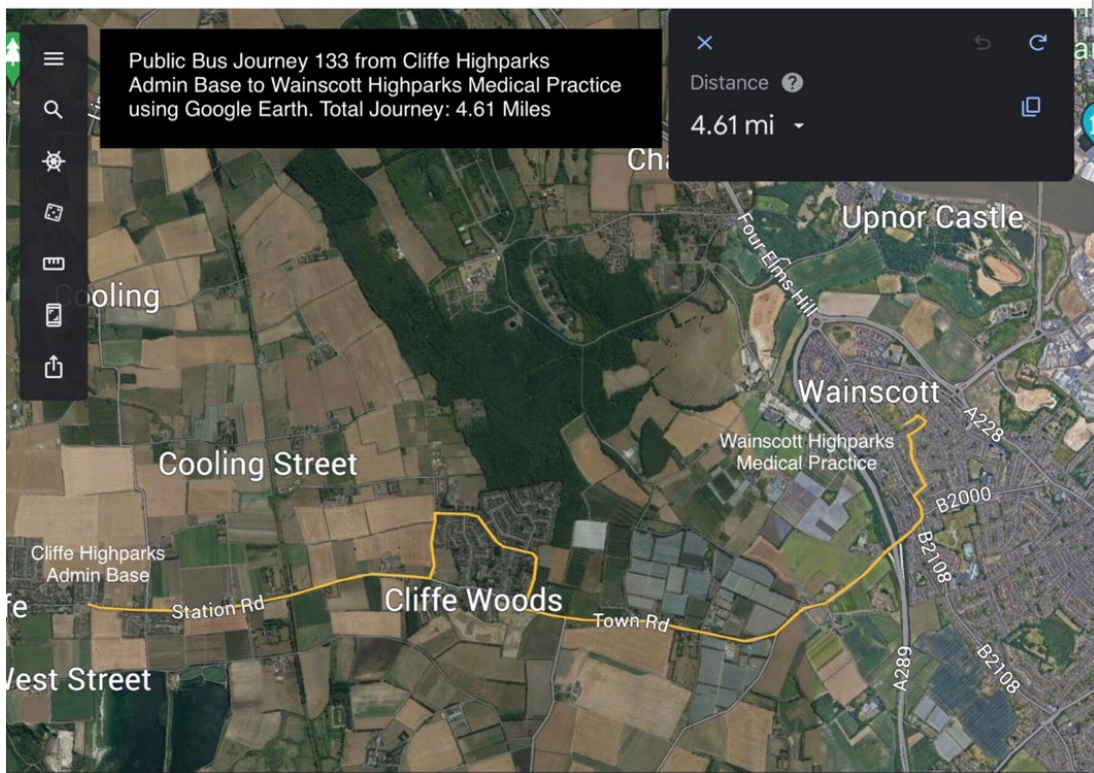 Public Bus Journey 133 from Cliffe Highparks
Admin Base to Wainscott Highparks Medical Practice
using Google Earth. Total Journey: 4.61 Miles
Distance ?
4.61 mi
Upnor Castle
Four Elms Hill
Cooling
Wainscott
A228
Wainscott Highparks
Medical Practice
Cooling Street
B2000
B2108
Cliffe Highparks
Admin Base
Station Rd
Cliffe Woods
Town Rd
West Street
A289
B2108